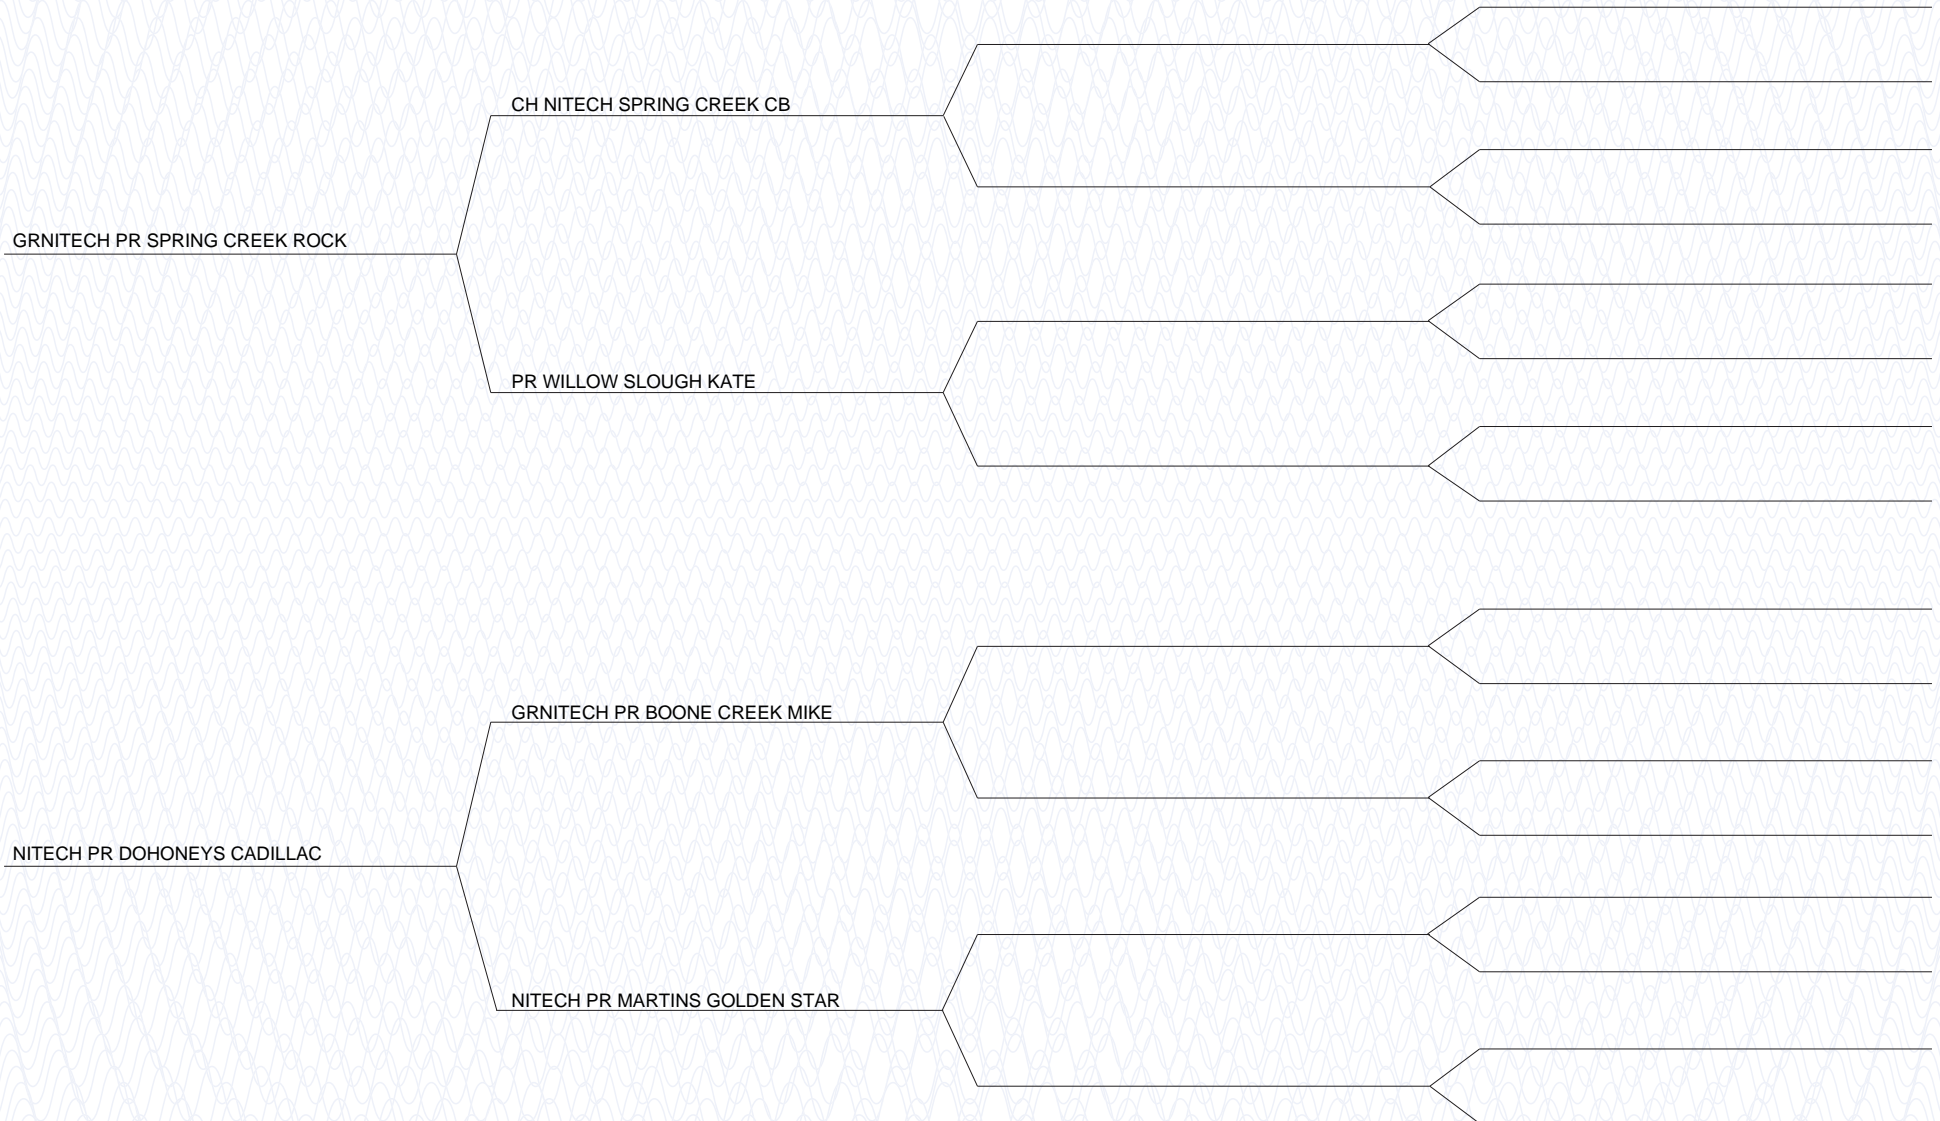 CH NITECH SPRING CREEK CB
GRNITECH PR SPRING CREEK ROCK
PR WILLOW SLOUGH KATE
GRNITECH PR BOONE CREEK MIKE
NITECH PR DOHONEYS CADILLAC
NITECH PR MARTINS GOLDEN STAR